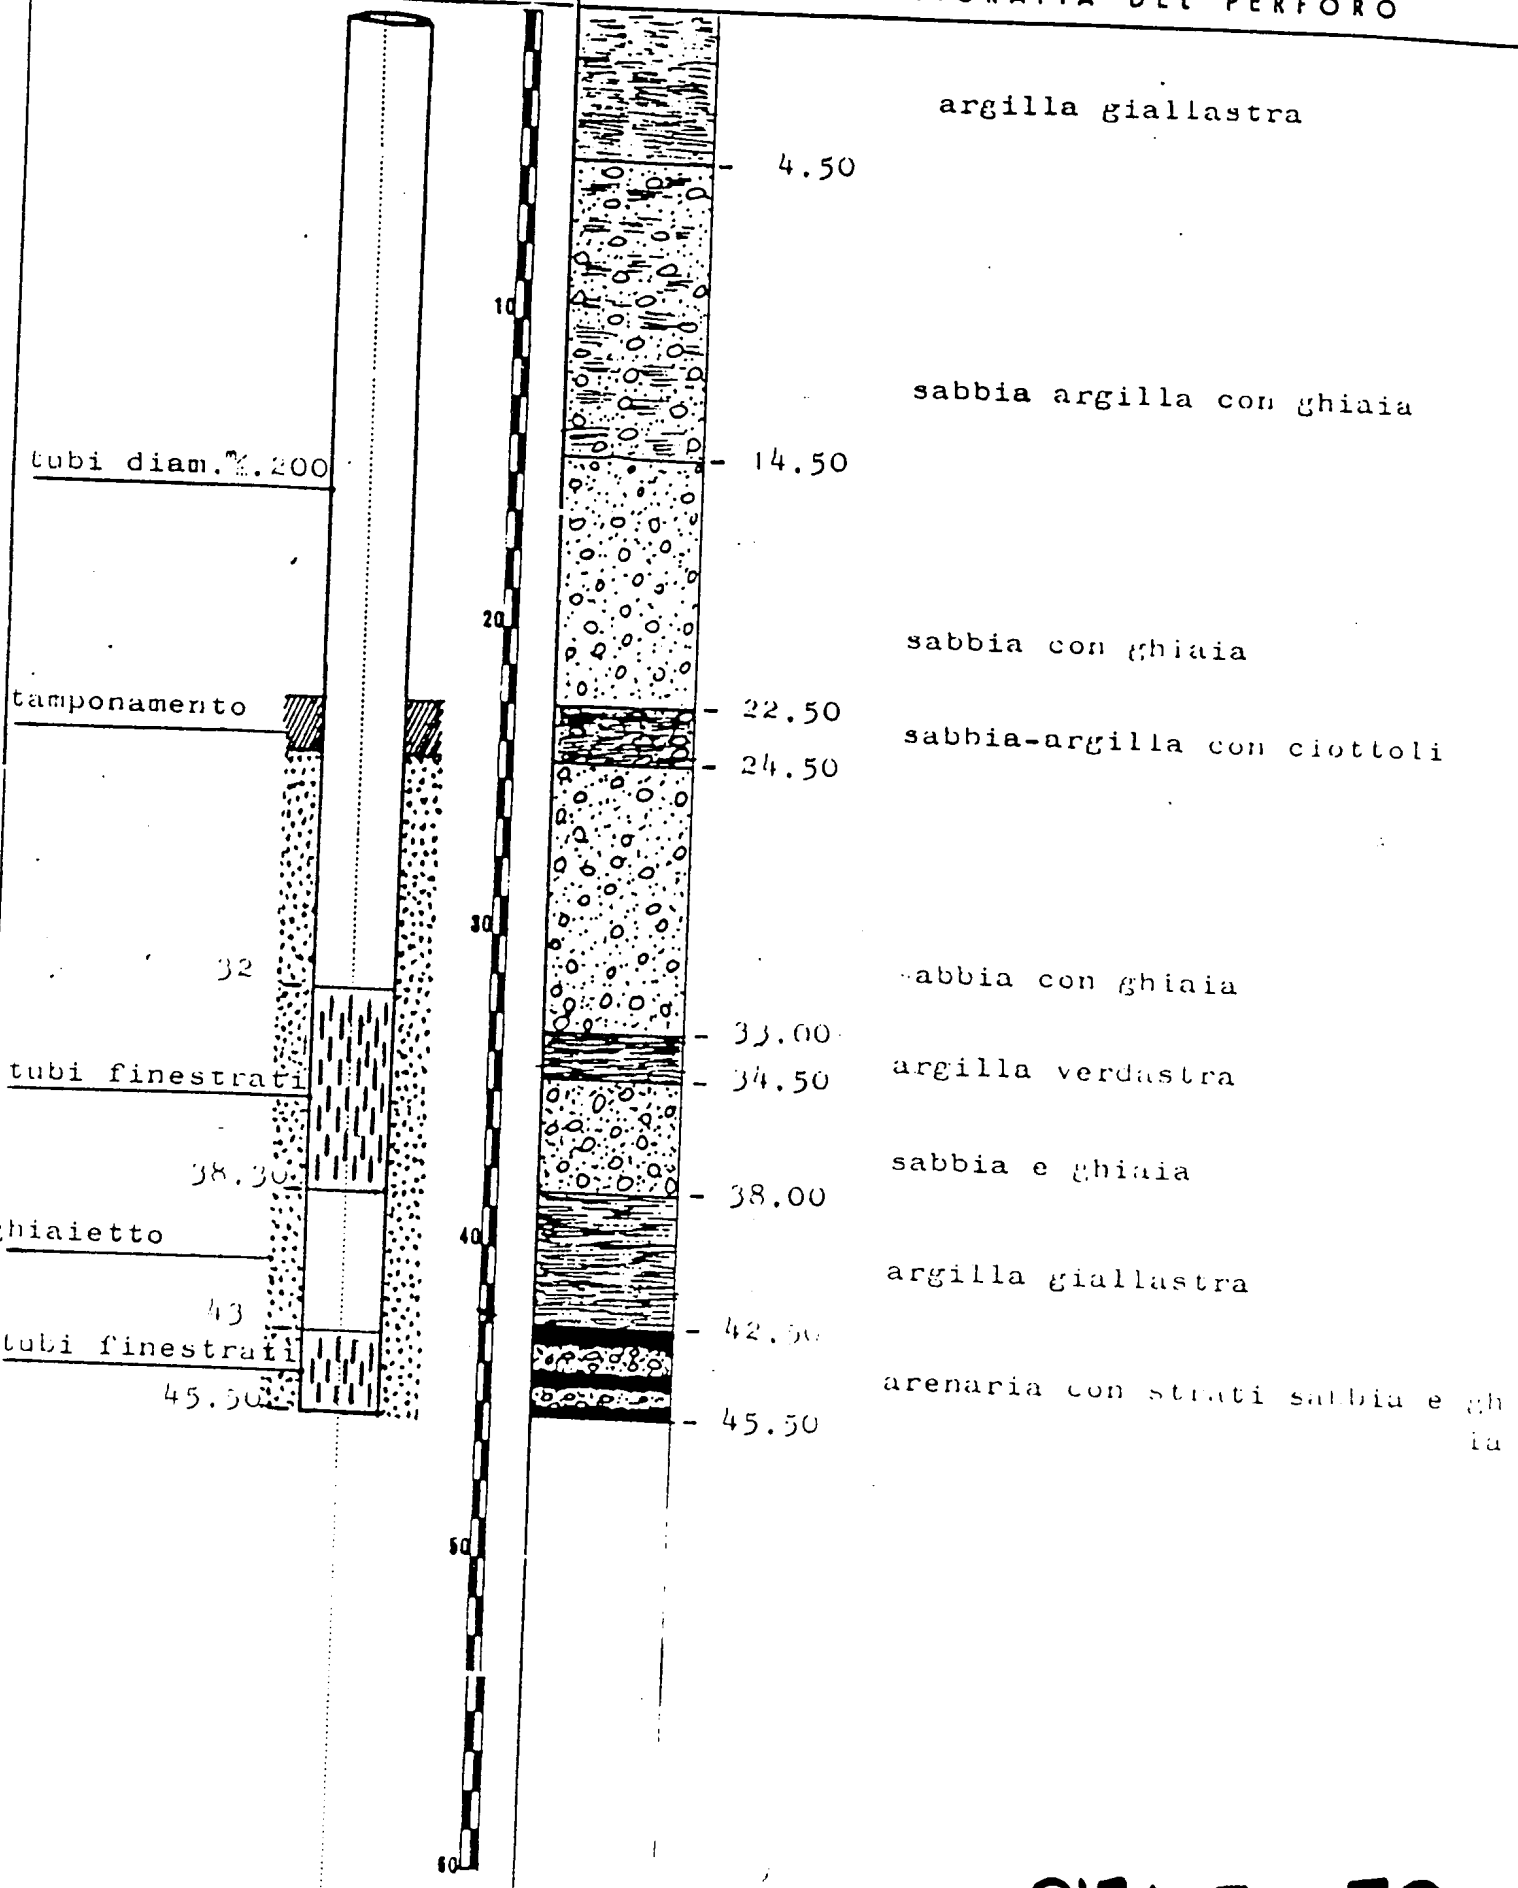 DEL PERFORO
argilla giallastra
4.50
10
sabbia argilla con ghiaia
tubi diam. .200
14.50
20
sabbia con ghiaia
tamponamento
22.50
sabbia-argilla con ciottoli
24.50
30
32
sabbia con ghiaia
33.00
tubi finestrati
argilla verdastra
34.50
38.30
sabbia e ghiaia
38.00
ghiaietto
40
argilla giallastra
43
42.50
tubi finestrati
arenaria con strati sabbia e gh
ia
45.50
45.50
50
60